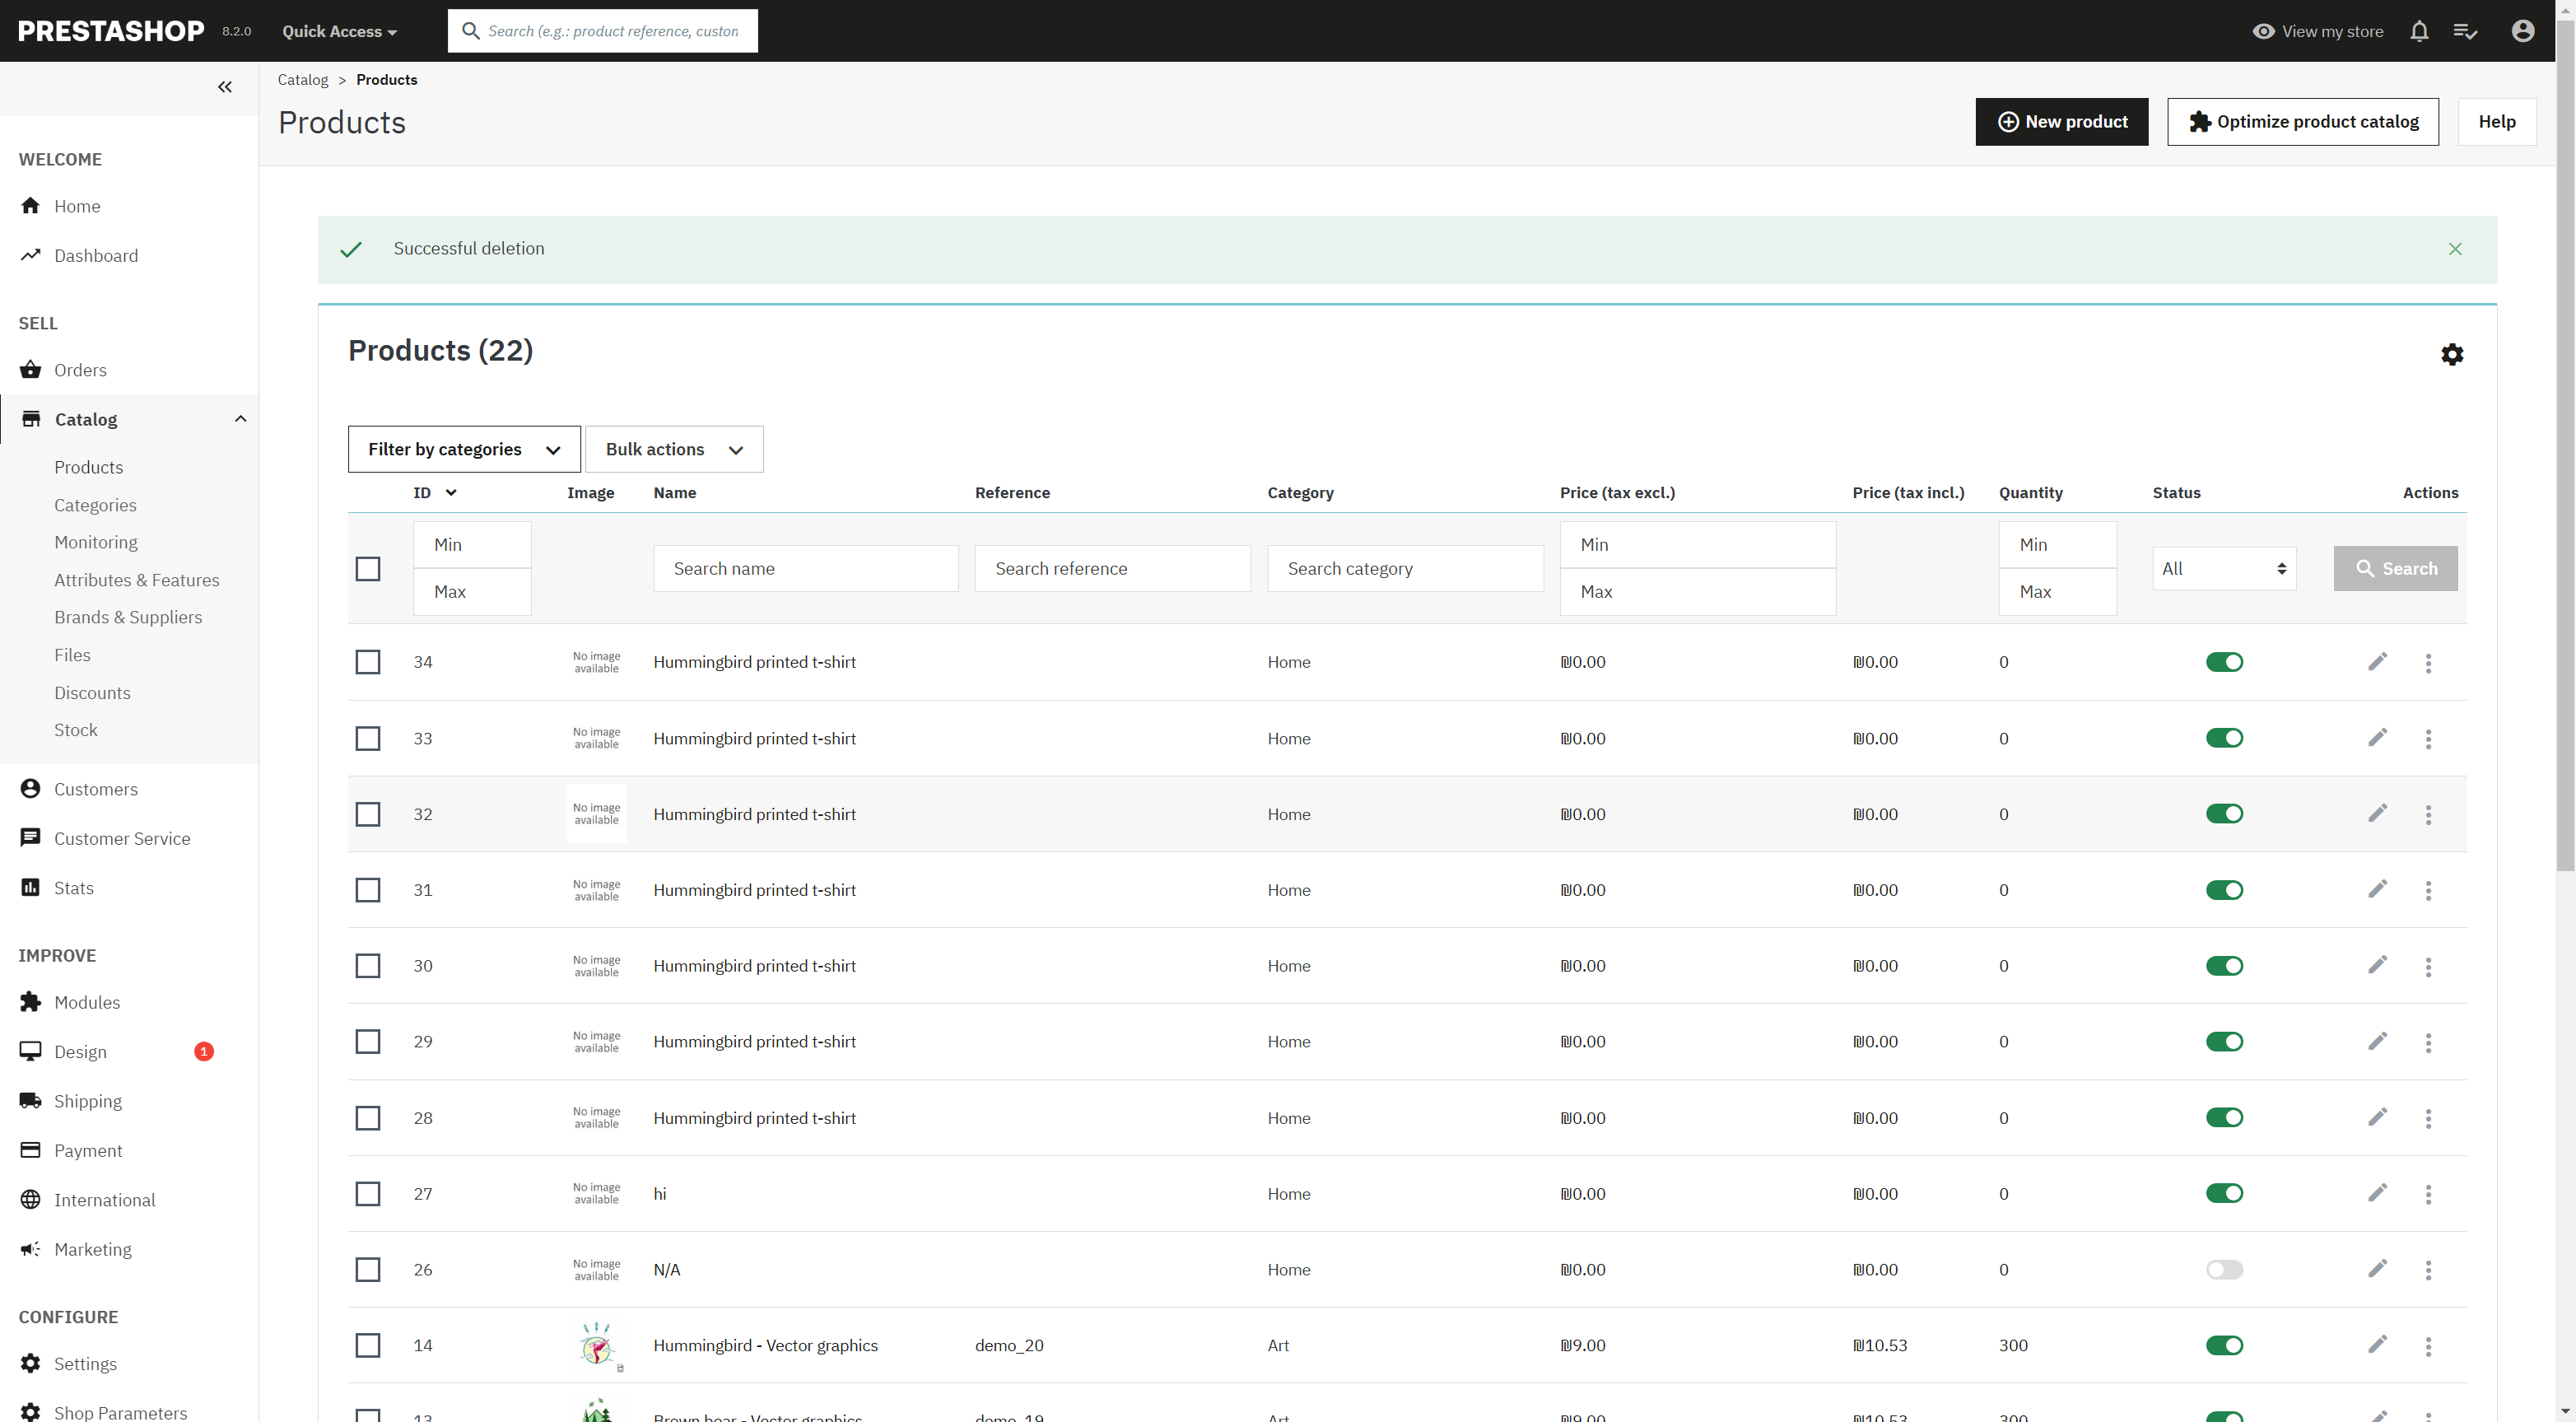 PRESTASHOP 8.2.0 Quick Access Search (e.g.: product reference, custom View my store
Catalog > Products
Products
New product Optimize product catalog Help
WELCOME
Home
Dashboard
SELL
Orders
Catalog
Products
Categories
Monitoring
Attributes & Features
Brands & Suppliers
Files
Discounts
Stock
Customers
Customer Service
Stats
IMPROVE
Modules
Design 1
Shipping
Payment
International
Marketing
CONFIGURE
Settings
Shop Parameters
Successful deletion
Products (22)
Filter by categories Bulk actions
ID Image Name Reference Category Price (tax excl.) Price (tax incl.) Quantity Status Actions
Min Min Min
Search name Search reference Search category All Search
Max Max Max
34 No image available Hummingbird printed t-shirt Home ₪0.00 ₪0.00 0
33 No image available Hummingbird printed t-shirt Home ₪0.00 ₪0.00 0
32 No image available Hummingbird printed t-shirt Home ₪0.00 ₪0.00 0
31 No image available Hummingbird printed t-shirt Home ₪0.00 ₪0.00 0
30 No image available Hummingbird printed t-shirt Home ₪0.00 ₪0.00 0
29 No image available Hummingbird printed t-shirt Home ₪0.00 ₪0.00 0
28 No image available Hummingbird printed t-shirt Home ₪0.00 ₪0.00 0
27 No image available hi Home ₪0.00 ₪0.00 0
26 No image available N/A Home ₪0.00 ₪0.00 0
14 Hummingbird - Vector graphics demo_20 Art ₪9.00 ₪10.53 300
13 Brown bear - Vector graphics demo_19 Art ₪9.00 ₪10.53 300